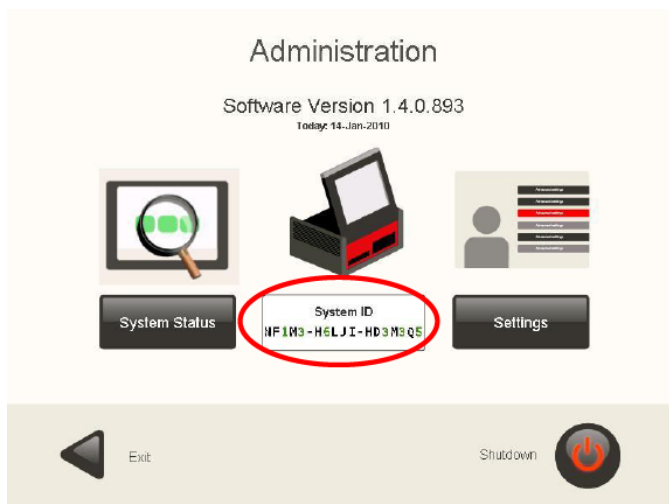 Administration
Software Version 1.4.0.893
Today: 14-Jan-2010
System Status
System ID
NF1M3-H6LJI-HD3M3Q5
Settings
Exit
Shutdown